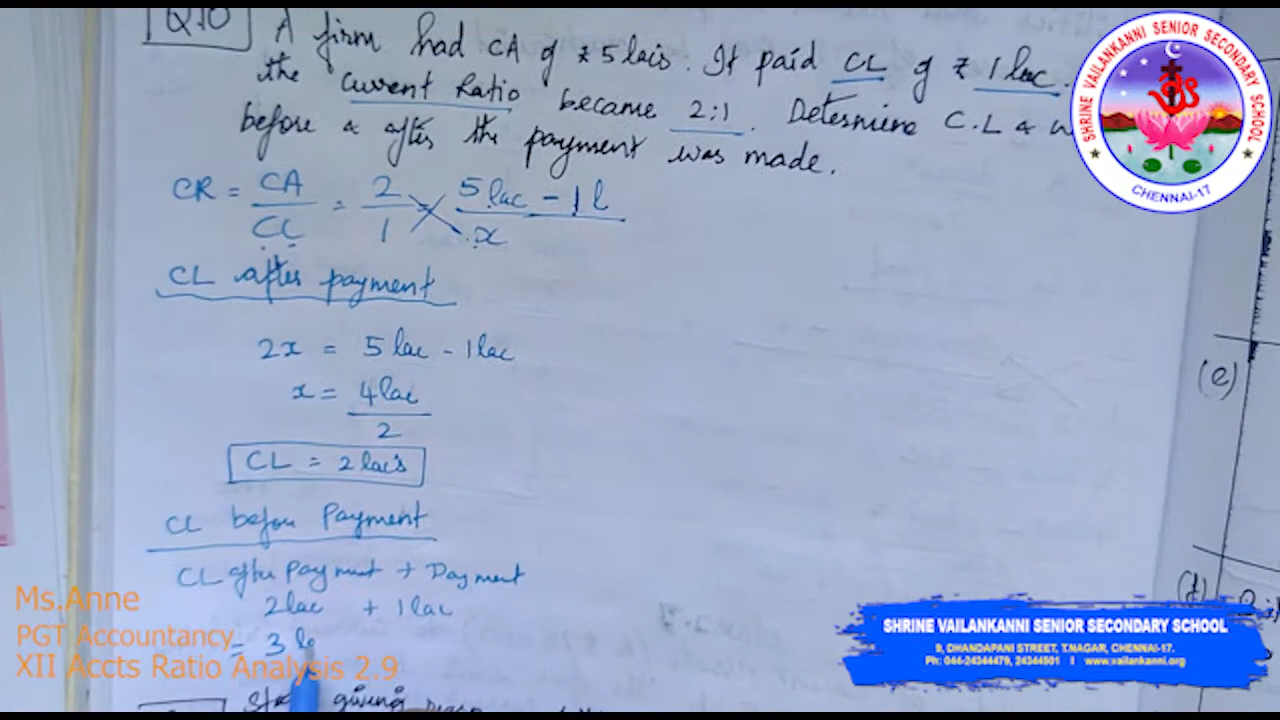 Q10 A firm had CA of ₹ 5 lacs. It paid CL of ₹ 1 lac.
the current Ratio became 2:1. Determine C.L &
before & after the payment was made.
CR = CA/CL = 2/1 = 5 lac - 1 l/x
CL after payment
2x = 5 lac - 1 lac
x = 4 lac/2
CL = 2 lacs
CL before Payment
CL after payment + Payment
2 lac + 1 lac
= 3
giving
(e)
(d)
SHRINE VAILANKANNI SENIOR SECONDARY SCHOOL
CHENNAI-17
Ms.Anne
PGT Accountancy
XII Accts Ratio Analysis 2.9
SHRINE VAILANKANNI SENIOR SECONDARY SCHOOL
9, DHANDAPANI STREET, T.NAGAR, CHENNAI-17.
Ph: 044-24344479, 24344501 I www.vailankanni.org